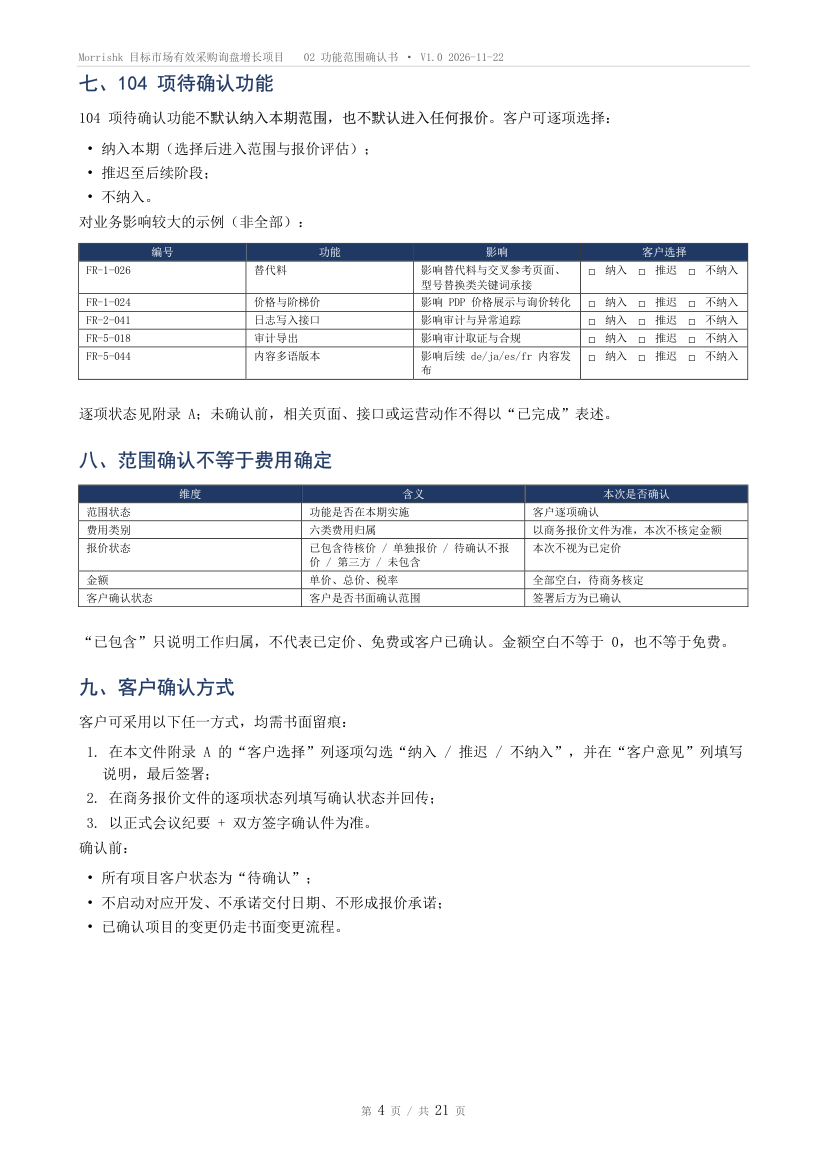 Morrishk 目标市场有效采购询盘增长项目 02 功能范围确认书 • V1.0 2026-11-22
七、104 项待确认功能
104 项待确认功能不默认纳入本期范围，也不默认进入任何报价。客户可逐项选择：
• 纳入本期（选择后进入范围与报价评估）；
• 推迟至后续阶段；
• 不纳入。
对业务影响较大的示例（非全部）：
编号 功能 影响 客户选择
FR-1-026 替代料 影响替代料与交叉参考页面、 □ 纳入 □ 推迟 □ 不纳入
型号替换类关键词承接
FR-1-024 价格与阶梯价 影响 PDP 价格展示与询价转化 □ 纳入 □ 推迟 □ 不纳入
FR-2-041 日志写入接口 影响审计与异常追踪 □ 纳入 □ 推迟 □ 不纳入
FR-5-018 审计导出 影响审计取证与合规 □ 纳入 □ 推迟 □ 不纳入
FR-5-044 内容多语版本 影响后续 de/ja/es/fr 内容发 □ 纳入 □ 推迟 □ 不纳入
布
逐项状态见附录 A；未确认前，相关页面、接口或运营动作不得以“已完成”表述。
八、范围确认不等于费用确定
维度 含义 本次是否确认
范围状态 功能是否在本期实施 客户逐项确认
费用类别 六类费用归属 以商务报价文件为准，本次不核定金额
报价状态 已包含待核价 / 单独报价 / 待确认不报 本次不视为已定价
价 / 第三方 / 未包含
金额 单价、总价、税率 全部空白，待商务核定
客户确认状态 客户是否书面确认范围 签署后方为已确认
“已包含”只说明工作归属，不代表已定价、免费或客户已确认。金额空白不等于 0，也不等于免费。
九、客户确认方式
客户可采用以下任一方式，均需书面留痕：
1. 在本文件附录 A 的“客户选择”列逐项勾选“纳入 / 推迟 / 不纳入”，并在“客户意见”列填写
说明，最后签署；
2. 在商务报价文件的逐项状态列填写确认状态并回传；
3. 以正式会议纪要 + 双方签字确认件为准。
确认前：
• 所有项目客户状态为“待确认”；
• 不启动对应开发、不承诺交付日期、不形成报价承诺；
• 已确认项目的变更仍走书面变更流程。
第 4 页 / 共 21 页